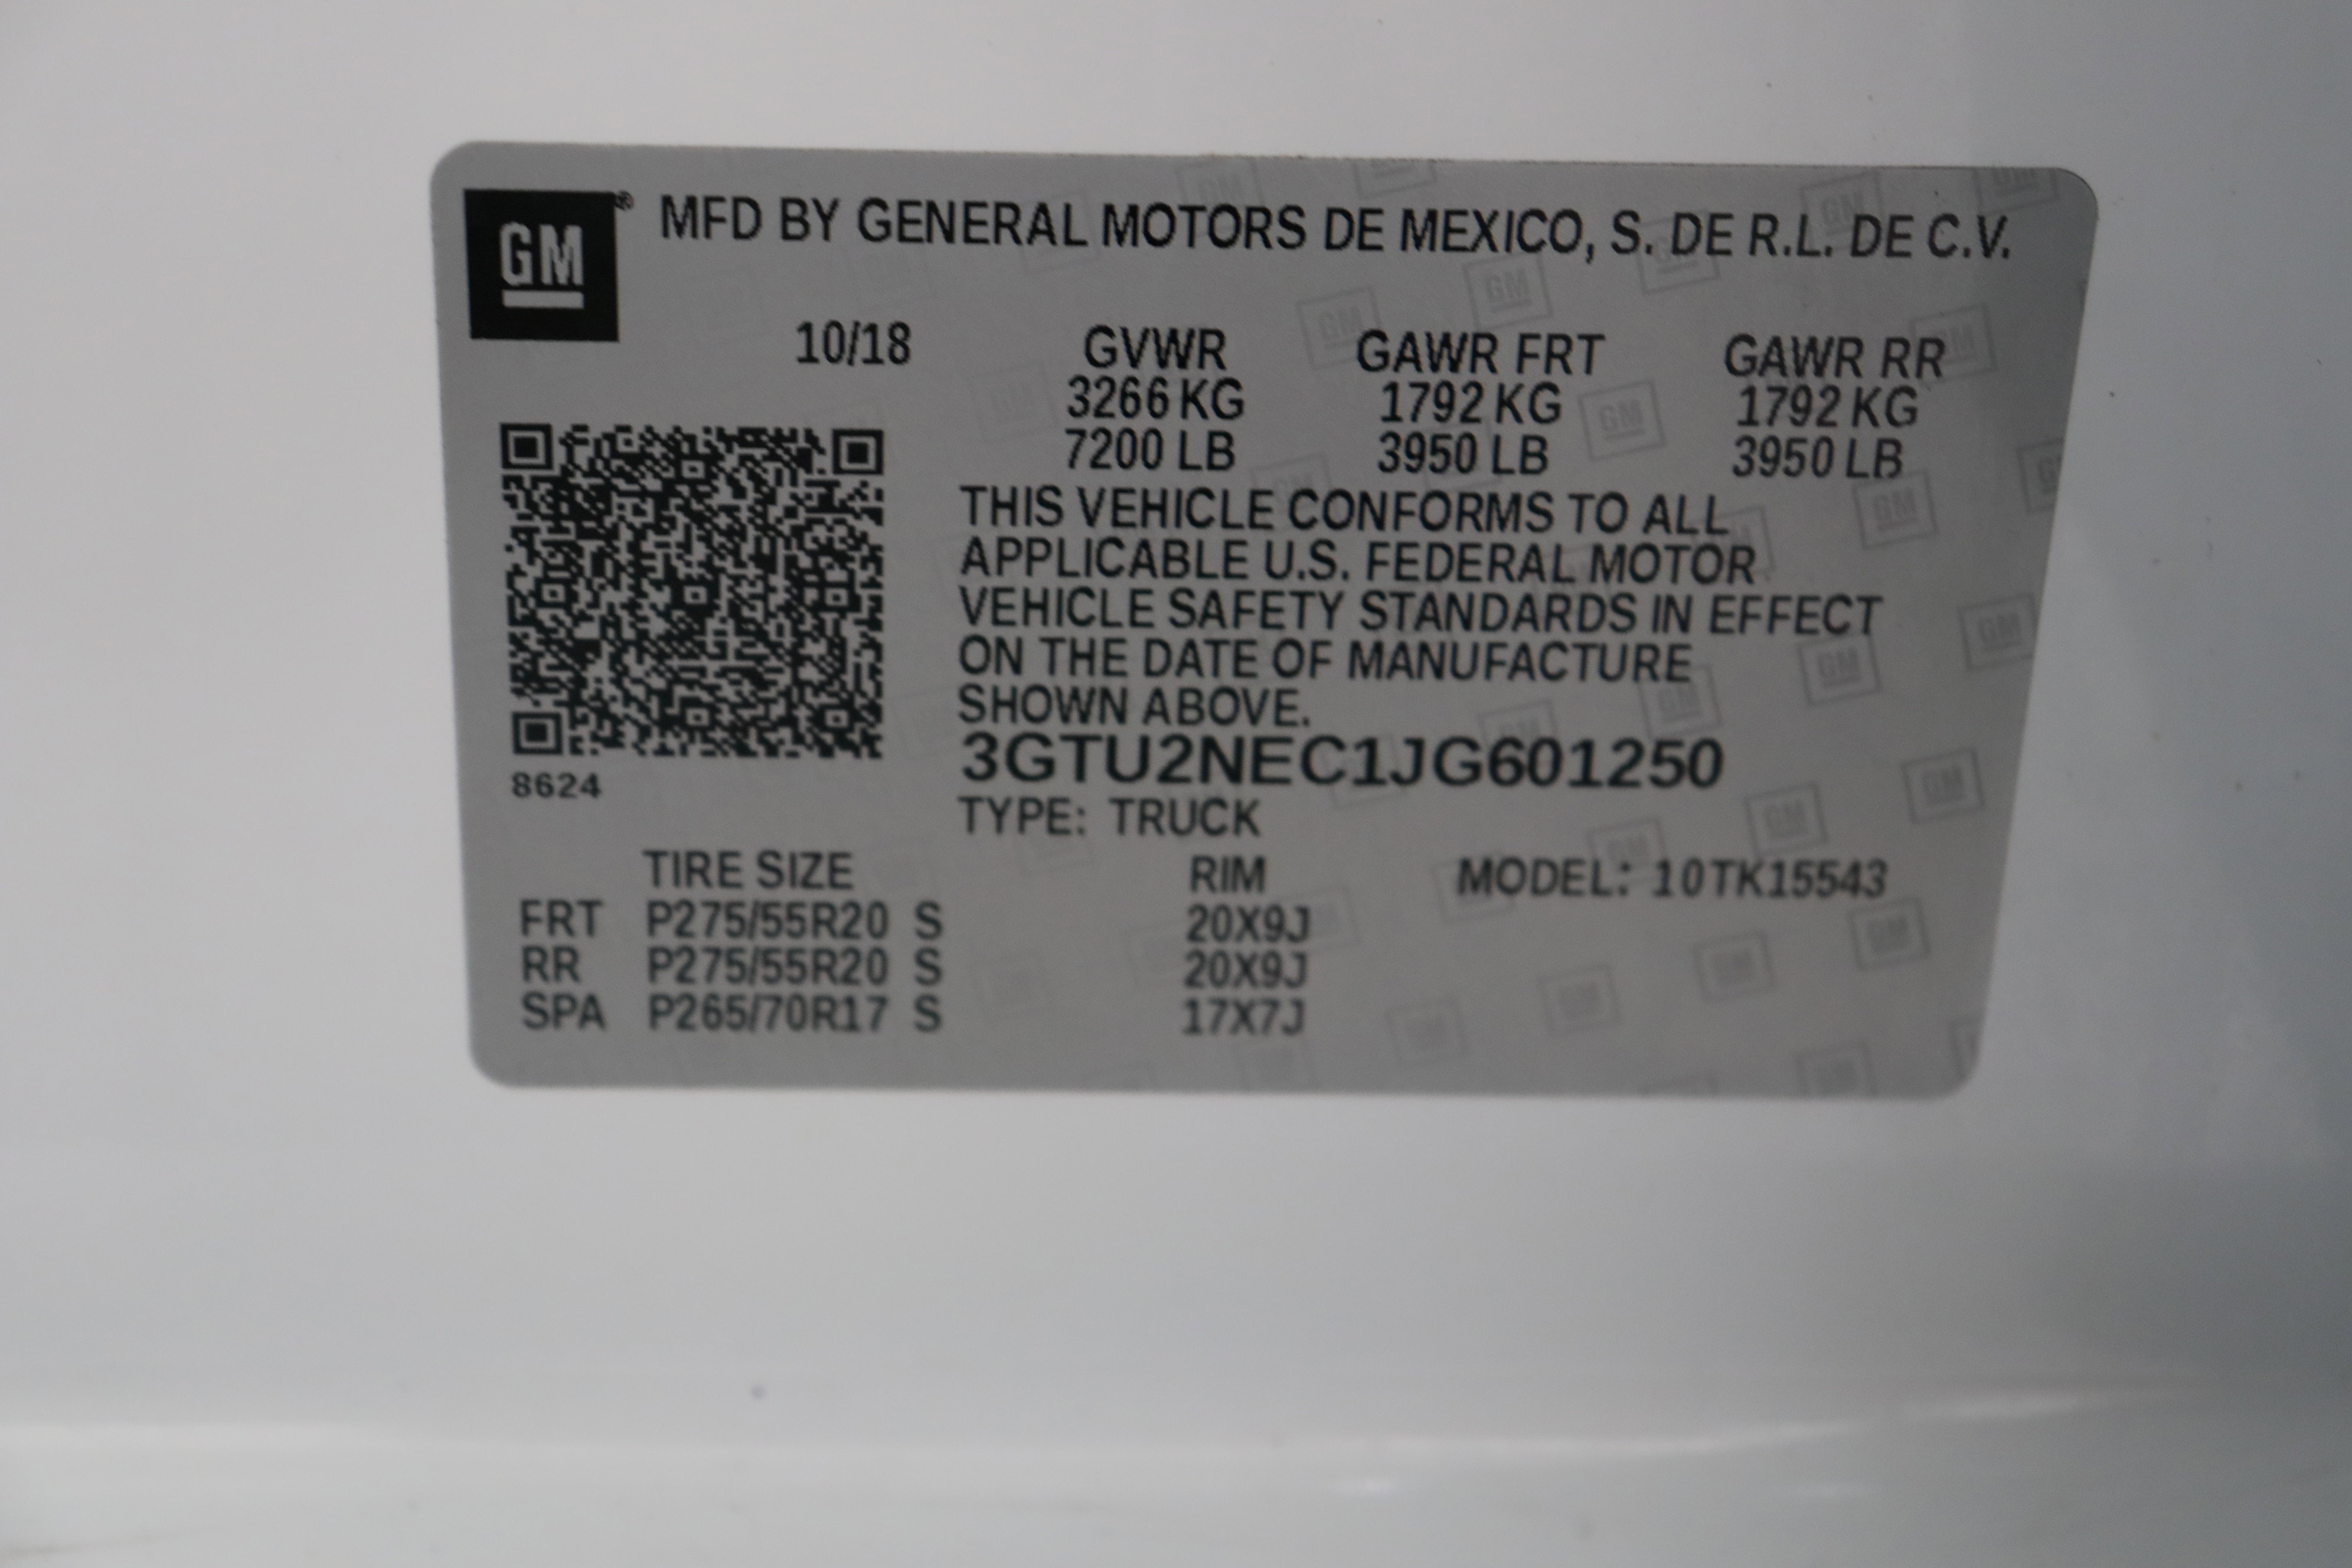 GM® MFD BY GENERAL MOTORS DE MEXICO, S. DE R.L. DE C.V.
10/18 GVWR GAWR FRT GAWR RR
3266 KG 1792 KG 1792 KG
7200 LB 3950 LB 3950 LB
THIS VEHICLE CONFORMS TO ALL
APPLICABLE U.S. FEDERAL MOTOR
VEHICLE SAFETY STANDARDS IN EFFECT
ON THE DATE OF MANUFACTURE
SHOWN ABOVE.
3GTU2NEC1JG601250
8624
TYPE: TRUCK
TIRE SIZE RIM MODEL: 10TK15543
FRT P275/55R20 S 20X9J
RR P275/55R20 S 20X9J
SPA P265/70R17 S 17X7J